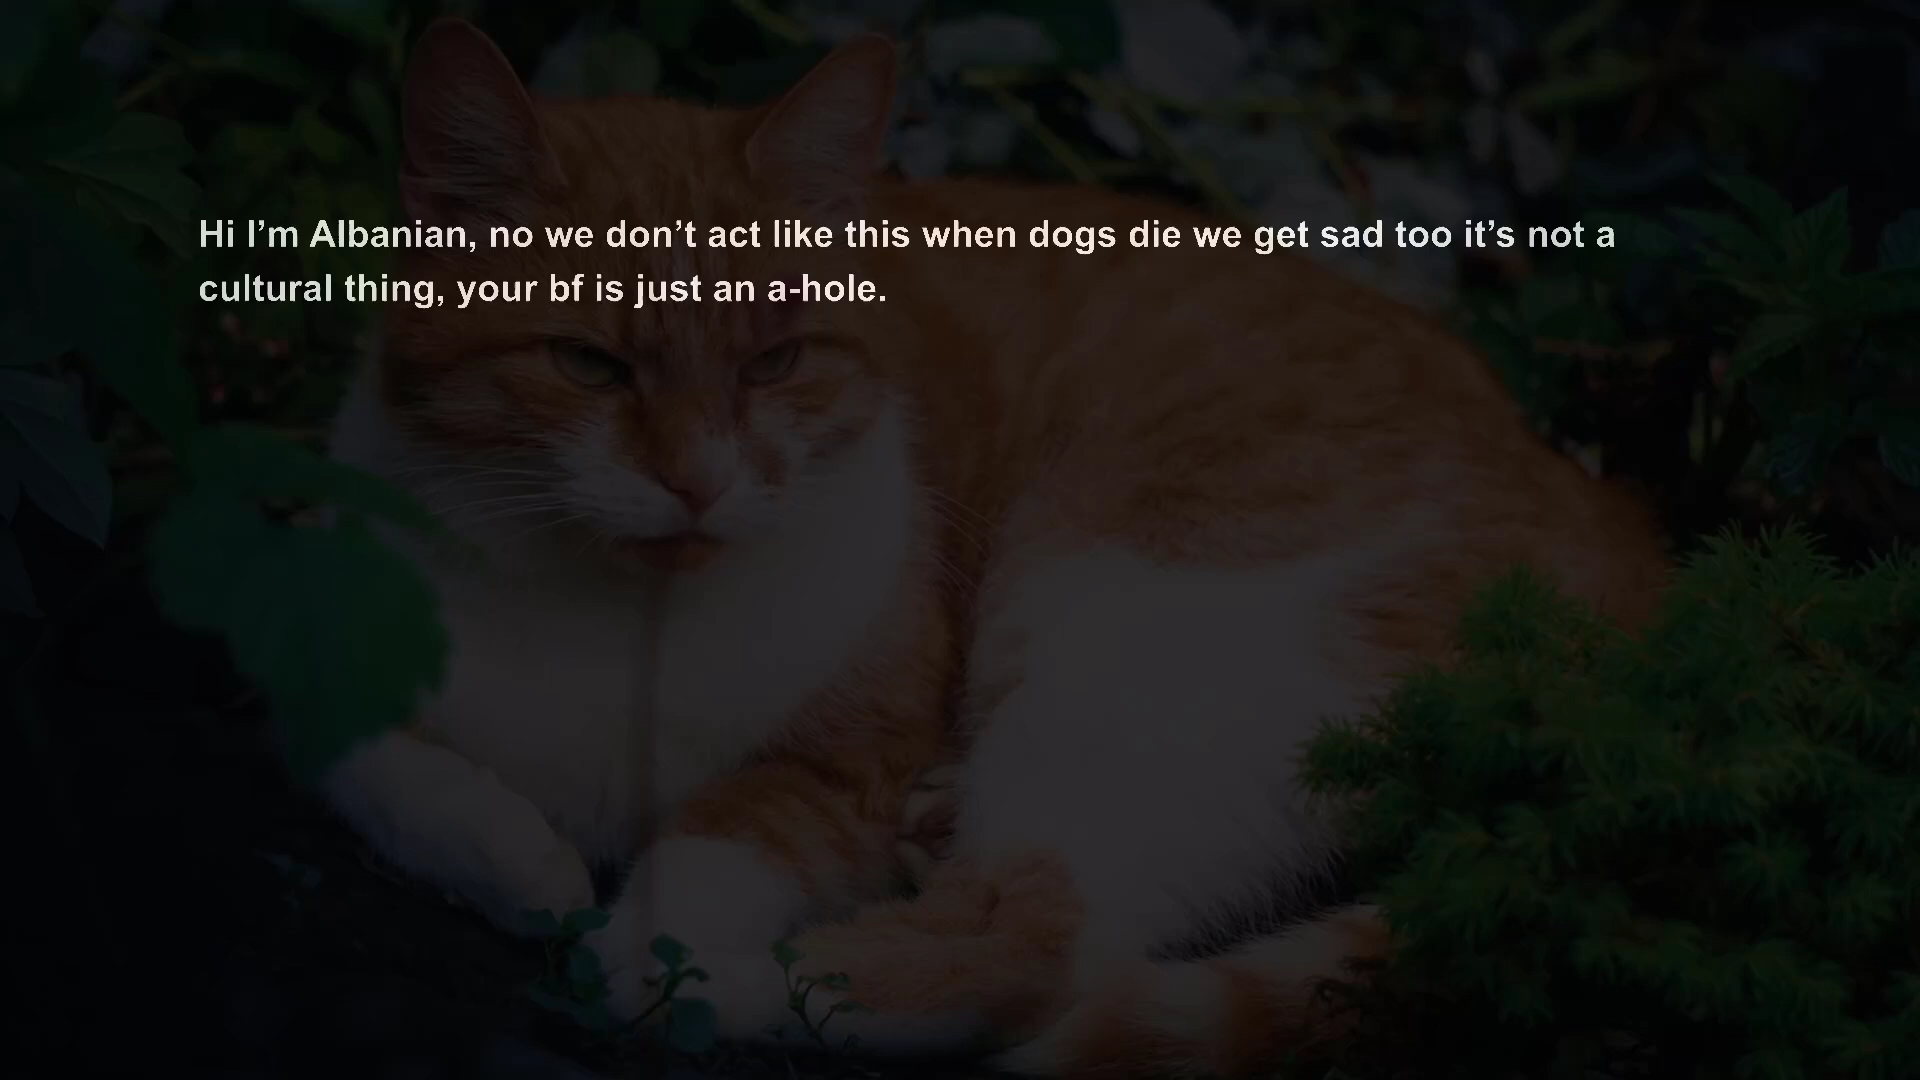 Hi I’m Albanian, no we don’t act like this when dogs die we get sad too it’s not a
cultural thing, your bf is just an a-hole.